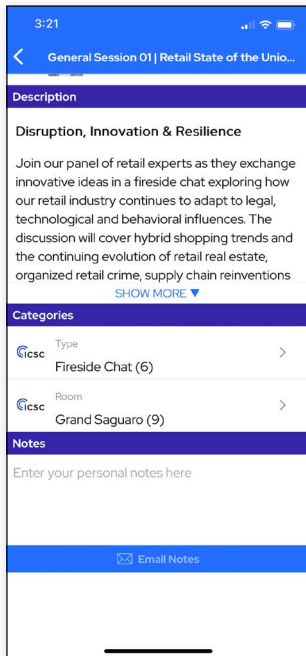 3:21
General Session 01 | Retail State of the Unio...
Description
Disruption, Innovation & Resilience
Join our panel of retail experts as they exchange
innovative ideas in a fireside chat exploring how
our retail industry continues to adapt to legal,
technological and behavioral influences. The
discussion will cover hybrid shopping trends and
the continuing evolution of retail real estate,
organized retail crime, supply chain reinventions
SHOW MORE ▼
Categories
icsc
Type
Fireside Chat (6)
icsc
Room
Grand Saguaro (9)
Notes
Enter your personal notes here
Email Notes